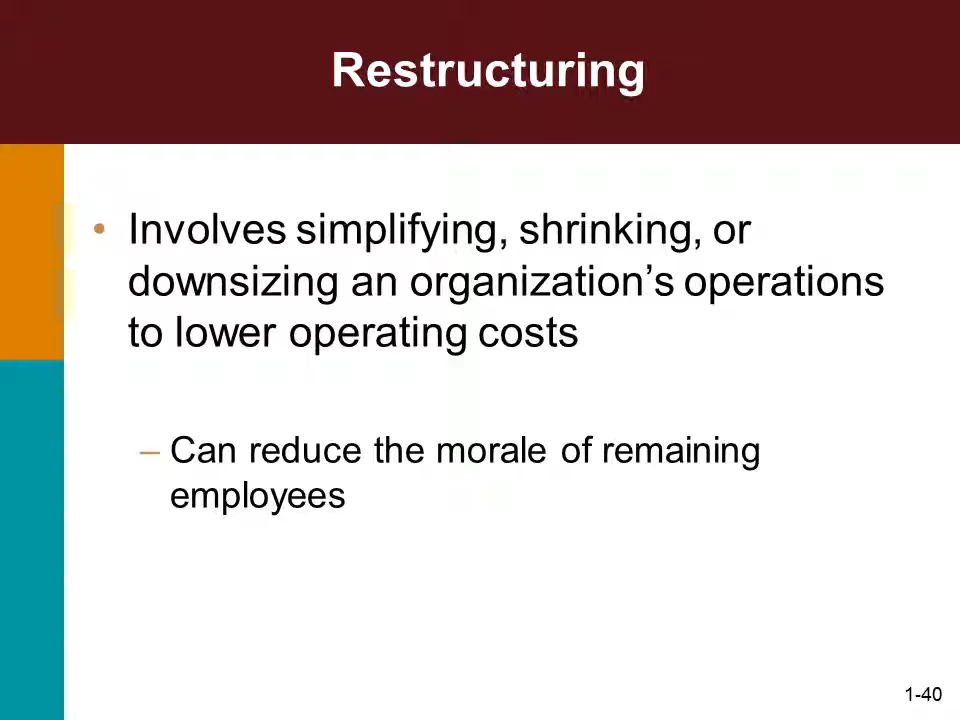 Restructuring
• Involves simplifying, shrinking, or
downsizing an organization’s operations
to lower operating costs
– Can reduce the morale of remaining
employees
1-40